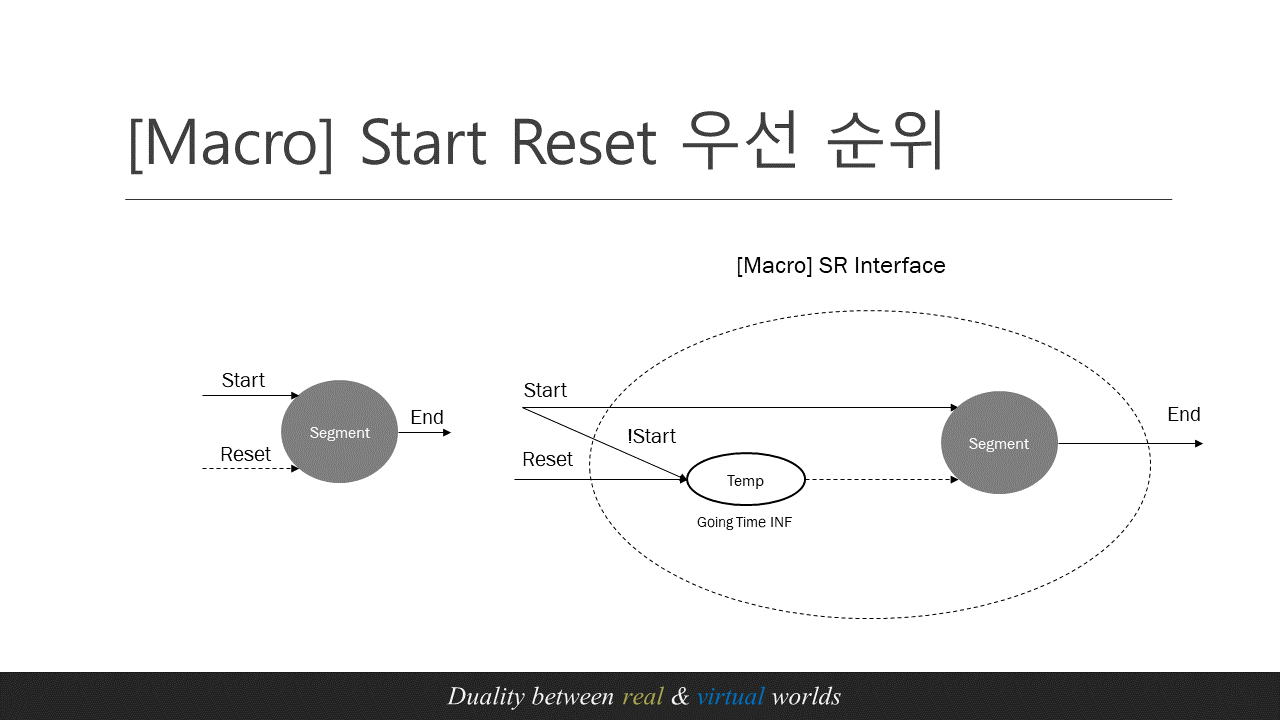 [Macro] Start Reset 우선 순위
[Macro] SR Interface
Start
Segment
End
Reset
Start
!Start
Reset
Temp
Going Time INF
Segment
End
Duality between real & virtual worlds